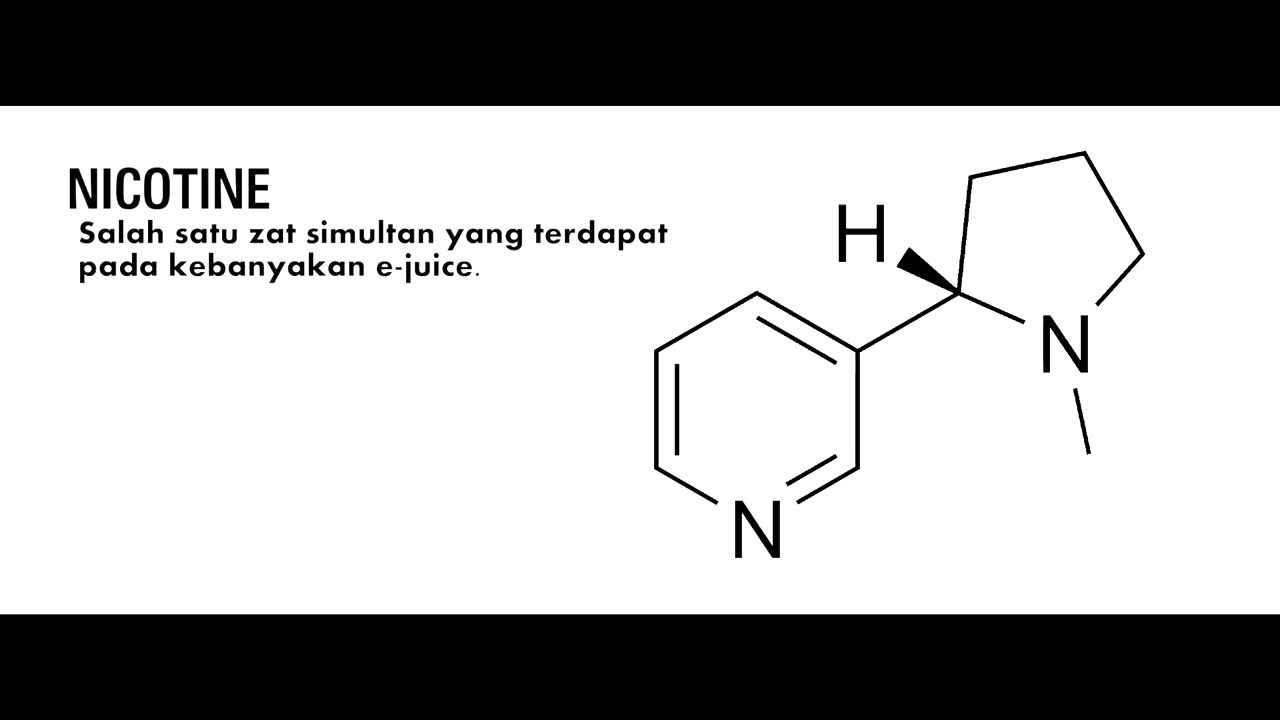 NICOTINE
Salah satu zat simultan yang terdapat
pada kebanyakan e-juice.
H
N
N